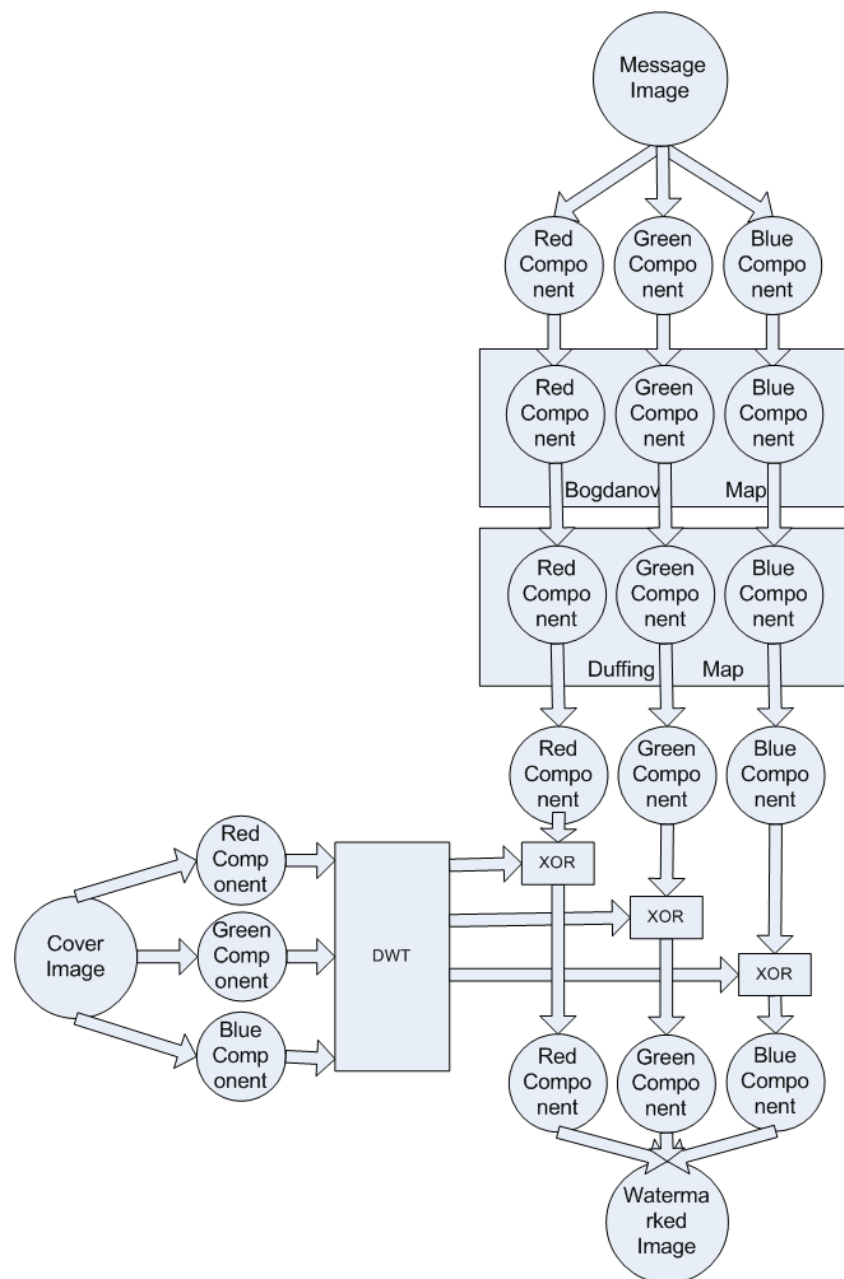 Message
Image
Red
Compo
nent
Green
Compo
nent
Blue
Compo
nent
Red
Compo
nent
Green
Compo
nent
Blue
Compo
nent
Bogdanov Map
Red
Compo
nent
Green
Compo
nent
Blue
Compo
nent
Duffing Map
Red
Compo
nent
Green
Compo
nent
Blue
Compo
nent
Cover
Image
Red
Comp
onent
Green
Comp
onent
Blue
Comp
onent
DWT
XOR
XOR
XOR
Red
Compo
nent
Green
Compo
nent
Blue
Compo
nent
Waterma
rked
Image